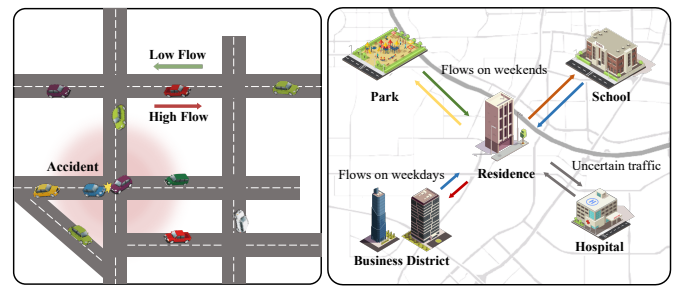 Low Flow
High Flow
Accident
Flows on weekends
Park
School
Residence
Uncertain traffic
Flows on weekdays
Hospital
H
Business District